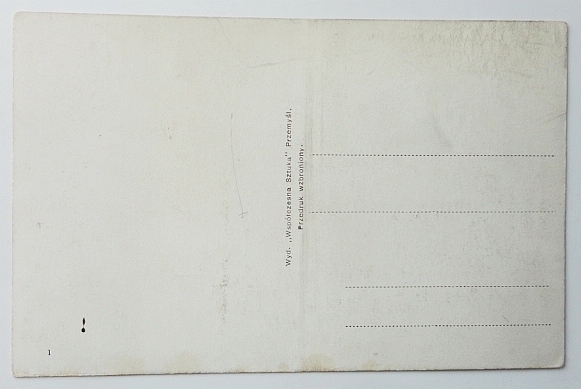 Wyd- „Współczesna Sztuka" Przemyśl.
Przedruk wzbroniony.
1